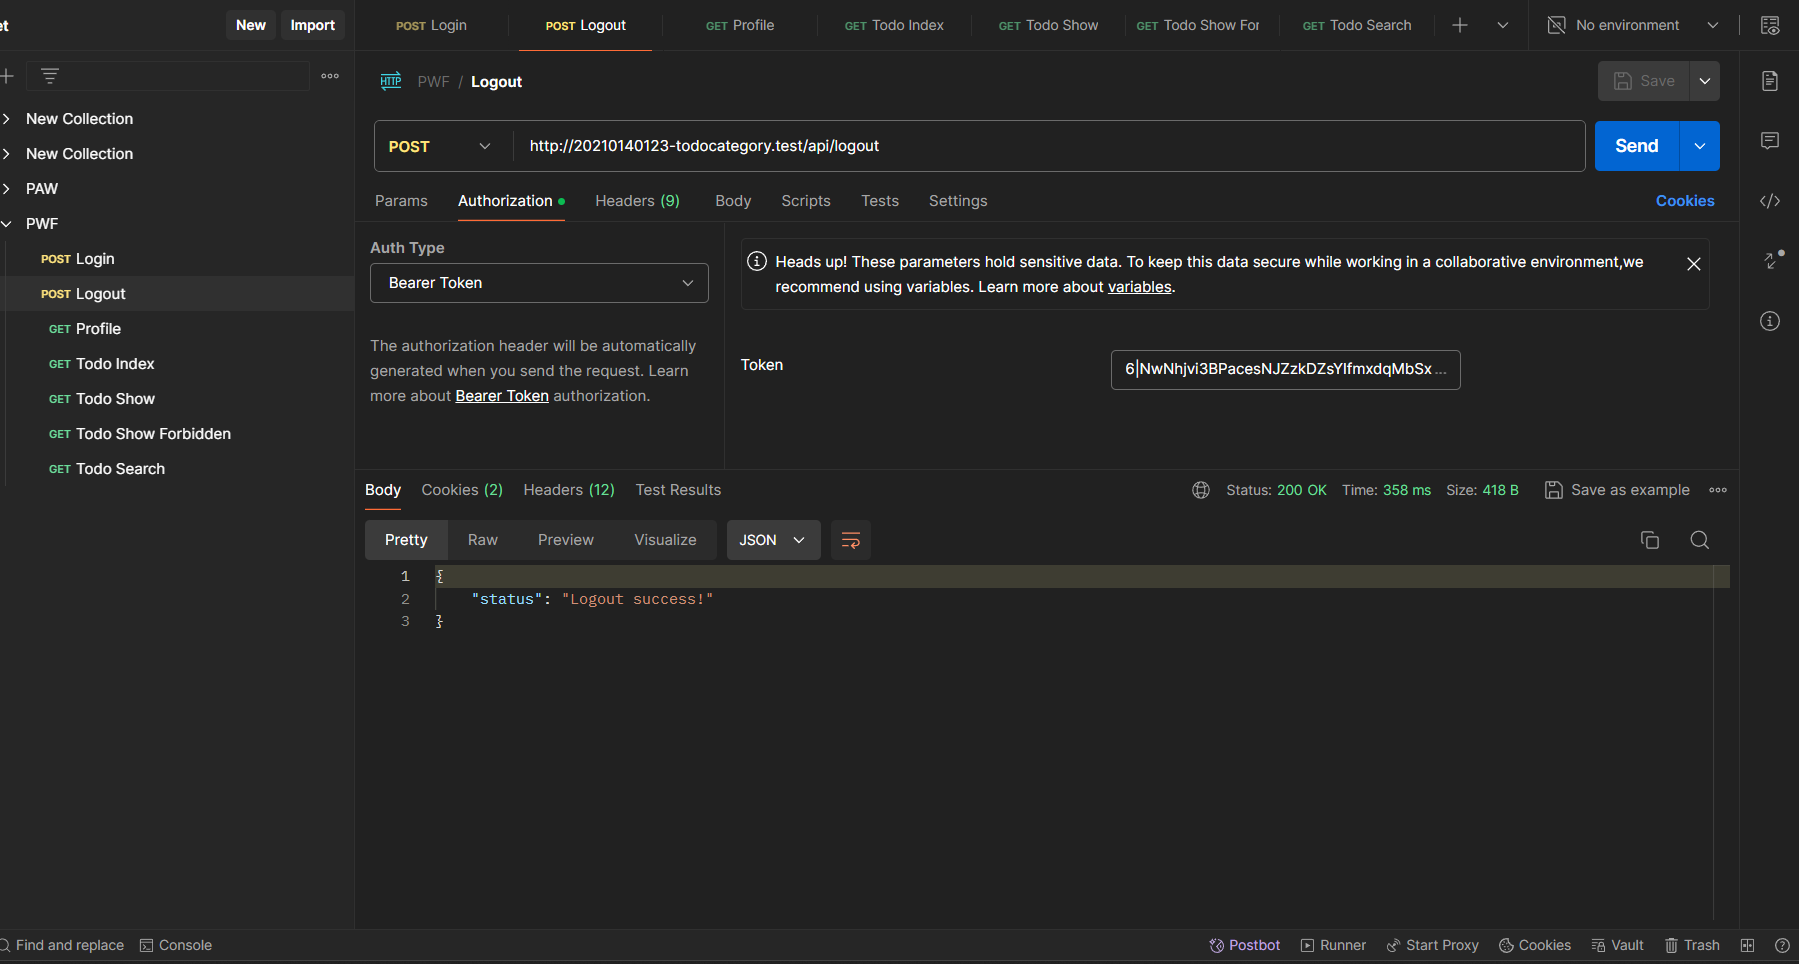 et
New
Import
POST Login
POST Logout
GET Profile
GET Todo Index
GET Todo Show
GET Todo Show For
GET Todo Search
No environment
New Collection
New Collection
PAW
PWF
POST Login
POST Logout
GET Profile
GET Todo Index
GET Todo Show
GET Todo Show Forbidden
GET Todo Search
HTTP
PWF / Logout
Save
POST
http://20210140123-todocategory.test/api/logout
Send
Params
Authorization
Headers (9)
Body
Scripts
Tests
Settings
Cookies
Auth Type
Bearer Token
The authorization header will be automatically
generated when you send the request. Learn
more about Bearer Token authorization.
Heads up! These parameters hold sensitive data. To keep this data secure while working in a collaborative environment,we
recommend using variables. Learn more about variables.
Token
6|NwNhjvi3BPacesNJZzkDZsYIfmxdqMbSx...
Body
Cookies (2)
Headers (12)
Test Results
Status: 200 OK
Time: 358 ms
Size: 418 B
Save as example
Pretty
Raw
Preview
Visualize
JSON
1 {
2 "status": "Logout success!"
3 }
Find and replace
Console
Postbot
Runner
Start Proxy
Cookies
Vault
Trash